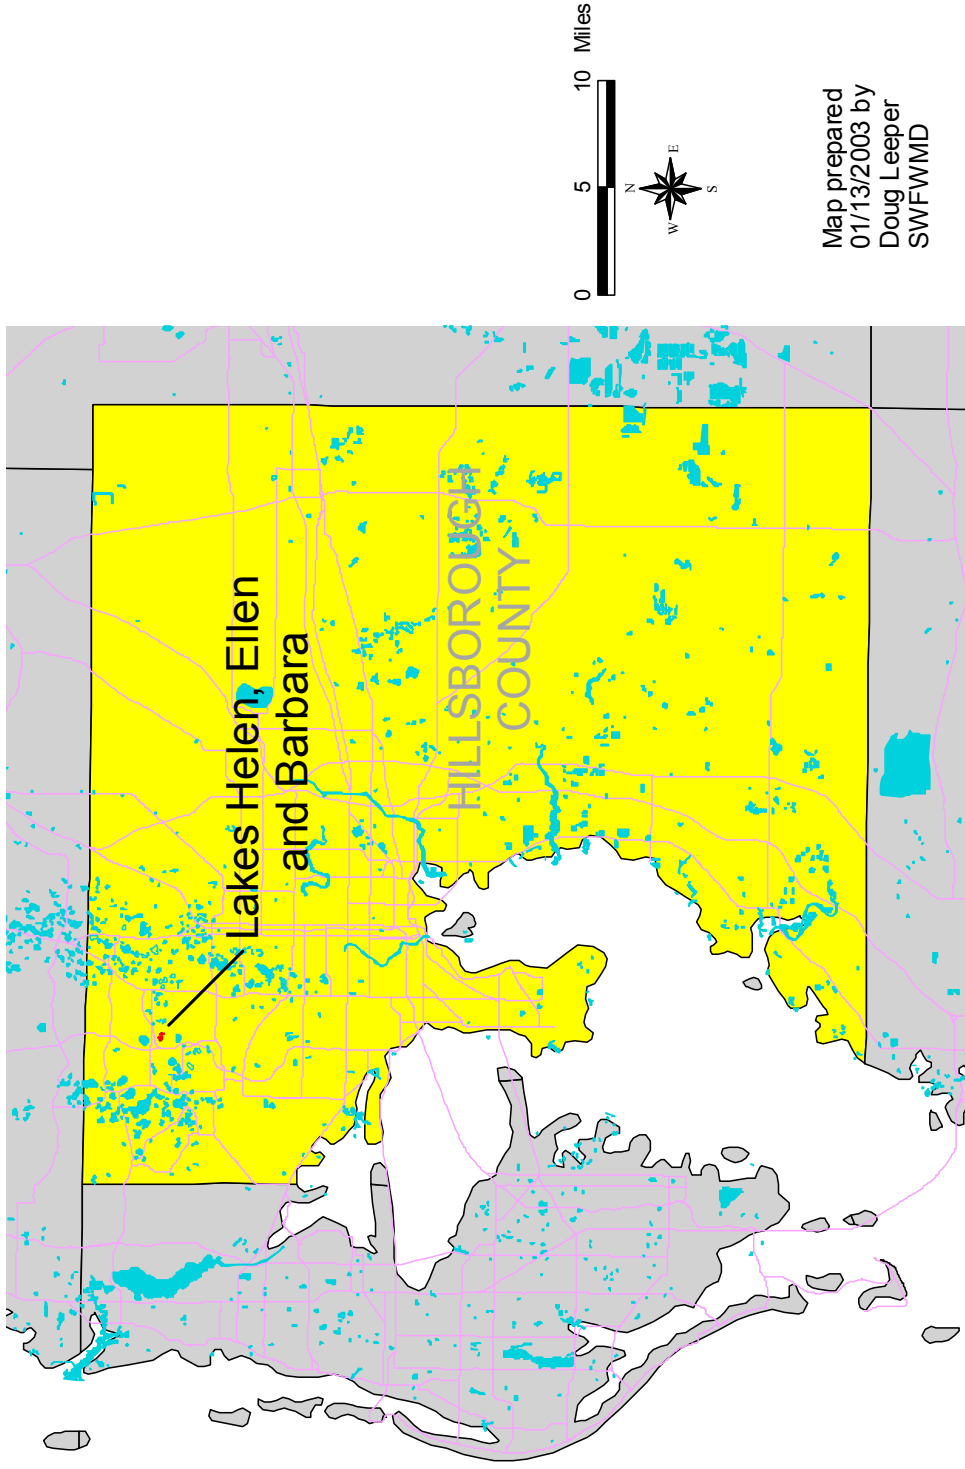 Lakes Helen, Ellen
and Barbara
HILLSBOROUGH
COUNTY
0 5 10 Miles
N
W E
S
Map prepared
01/13/2003 by
Doug Leeper
SWFWMD